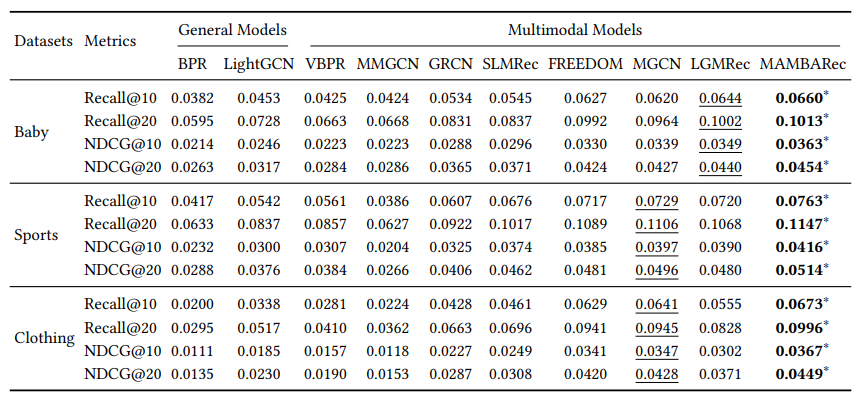 Datasets Metrics General Models Multimodal Models
BPR LightGCN VBPR MMGCN GRCN SLMRec FREEDOM MGCN LGMRec MAMBARec
Baby
Recall@10 0.0382 0.0453 0.0425 0.0424 0.0534 0.0545 0.0627 0.0620 0.0644 0.0660*
Recall@20 0.0595 0.0728 0.0663 0.0668 0.0831 0.0837 0.0992 0.0964 0.1002 0.1013*
NDCG@10 0.0214 0.0246 0.0223 0.0223 0.0288 0.0296 0.0330 0.0339 0.0349 0.0363*
NDCG@20 0.0263 0.0317 0.0284 0.0286 0.0365 0.0371 0.0424 0.0427 0.0440 0.0454*
Sports
Recall@10 0.0417 0.0542 0.0561 0.0386 0.0607 0.0676 0.0717 0.0729 0.0720 0.0763*
Recall@20 0.0633 0.0837 0.0857 0.0627 0.0922 0.1017 0.1089 0.1106 0.1068 0.1147*
NDCG@10 0.0232 0.0300 0.0307 0.0204 0.0325 0.0374 0.0385 0.0397 0.0390 0.0416*
NDCG@20 0.0288 0.0376 0.0384 0.0266 0.0406 0.0462 0.0481 0.0496 0.0480 0.0514*
Clothing
Recall@10 0.0200 0.0338 0.0281 0.0224 0.0428 0.0461 0.0629 0.0641 0.0555 0.0673*
Recall@20 0.0295 0.0517 0.0410 0.0362 0.0663 0.0696 0.0941 0.0945 0.0828 0.0996*
NDCG@10 0.0111 0.0185 0.0157 0.0118 0.0227 0.0249 0.0341 0.0347 0.0302 0.0367*
NDCG@20 0.0135 0.0230 0.0190 0.0153 0.0287 0.0308 0.0420 0.0428 0.0371 0.0449*